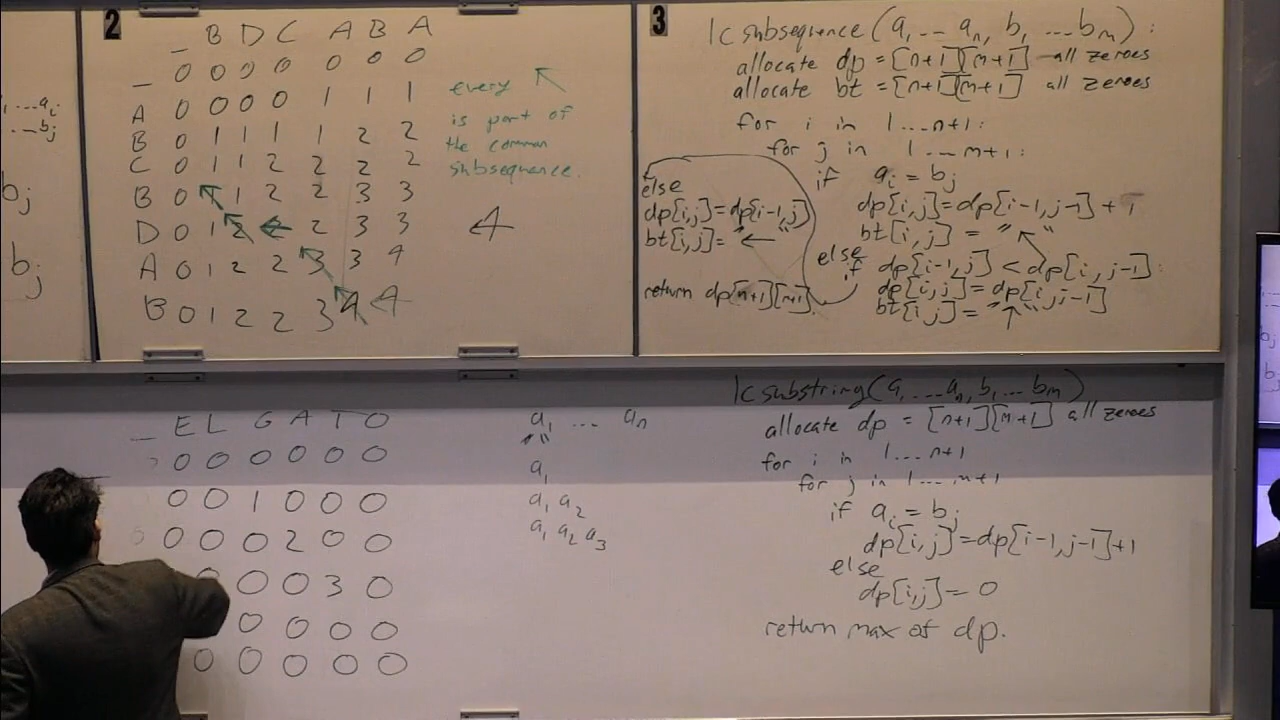 ...aᵢ
...bⱼ
bⱼ
bⱼ
2
_ B D C A B A
_ 0 0 0 0 0 0 0
A 0 0 0 0 1 1 1
B 0 1 1 1 1 2 2
C 0 1 1 2 2 2 2
B 0 ↖ 1 2 2 3 3
D 0 1 2 ← 2 3 3
A 0 1 2 2 3 3 4
B 0 1 2 2 3 4 ← 4
every ↖
is part of
the common
subsequence.
4
3
lcsubsequence(a₁ ... aₙ, b₁ ... bₘ):
allocate dp = [n+1][m+1] all zeroes
allocate bt = [n+1][m+1] all zeroes
for i in 1...n+1:
for j in 1...m+1:
if aᵢ = bⱼ
dp[i,j]=dp[i-1,j-1] + 1
bt[i,j] = "↖"
else if dp[i-1,j] < dp[i,j-1]:
dp[i,j]=dp[i,j-1]
bt[i,j] = "↑"
else
dp[i,j]=dp[i-1,j]
bt[i,j]= "←"
return dp[n+1][m+1].
_ E L G A T O
0 0 0 0 0 0
0 0 1 0 0 0
0 0 0 2 0 0
0 0 0 3 0
0 0 0 0
0 0 0 0 0
a₁ ... aₙ
""
a₁
a₁ a₂
a₁ a₂ a₃
lcsubstring(a₁ ... aₙ, b₁ ... bₘ)
allocate dp = [n+1][m+1] all zeroes
for i in 1...n+1
for j in 1...m+1
if aᵢ = bⱼ
dp[i,j]=dp[i-1,j-1]+1
else
dp[i,j]= 0
return max of dp.